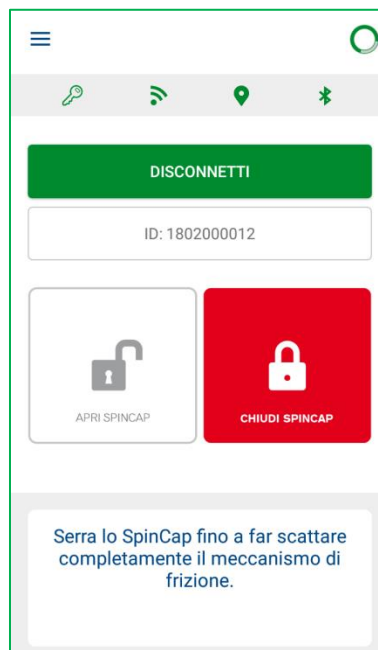 DISCONNETTI
ID: 1802000012
APRI SPINCAP
CHIUDI SPINCAP
Serra lo SpinCap fino a far scattare
completamente il meccanismo di
frizione.